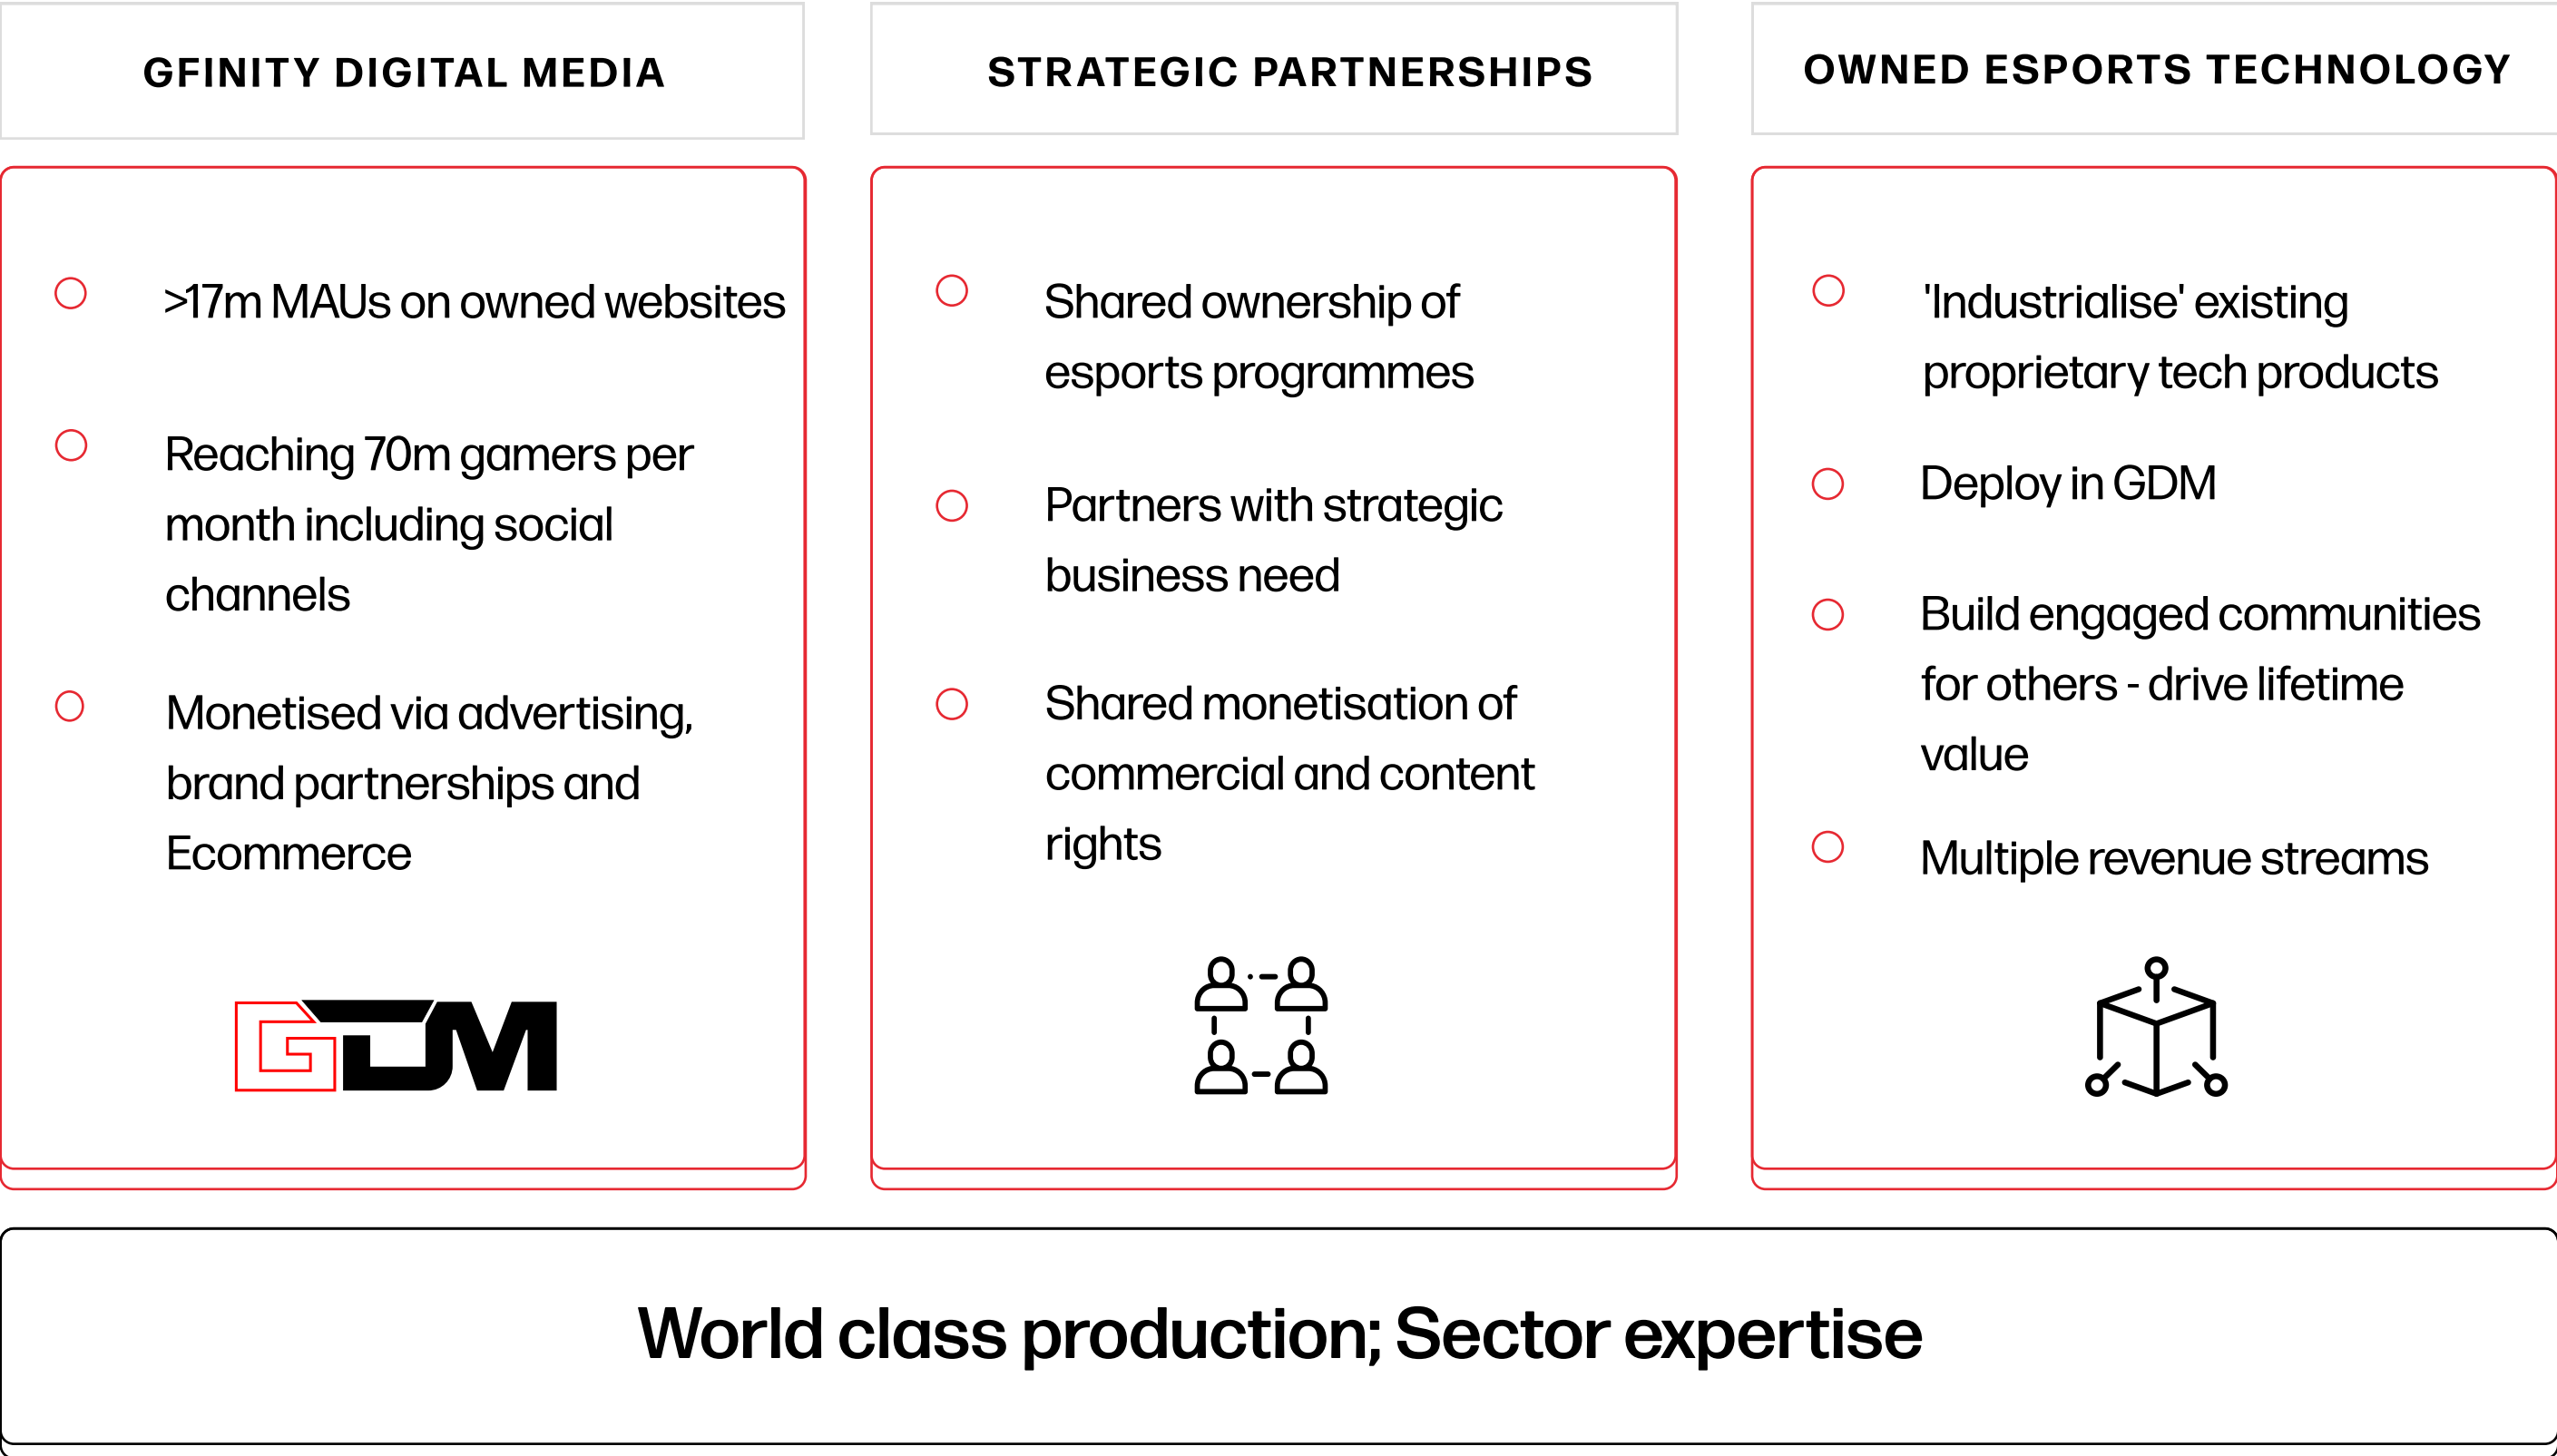 GFINITY DIGITAL MEDIA
>17m MAUs on owned websites
Reaching 70m gamers per
month including social
channels
Monetised via advertising,
brand partnerships and
Ecommerce
GDM
STRATEGIC PARTNERSHIPS
Shared ownership of
esports programmes
Partners with strategic
business need
Shared monetisation of
commercial and content
rights
OWNED ESPORTS TECHNOLOGY
'Industrialise' existing
proprietary tech products
Deploy in GDM
Build engaged communities
for others - drive lifetime
value
Multiple revenue streams
World class production; Sector expertise